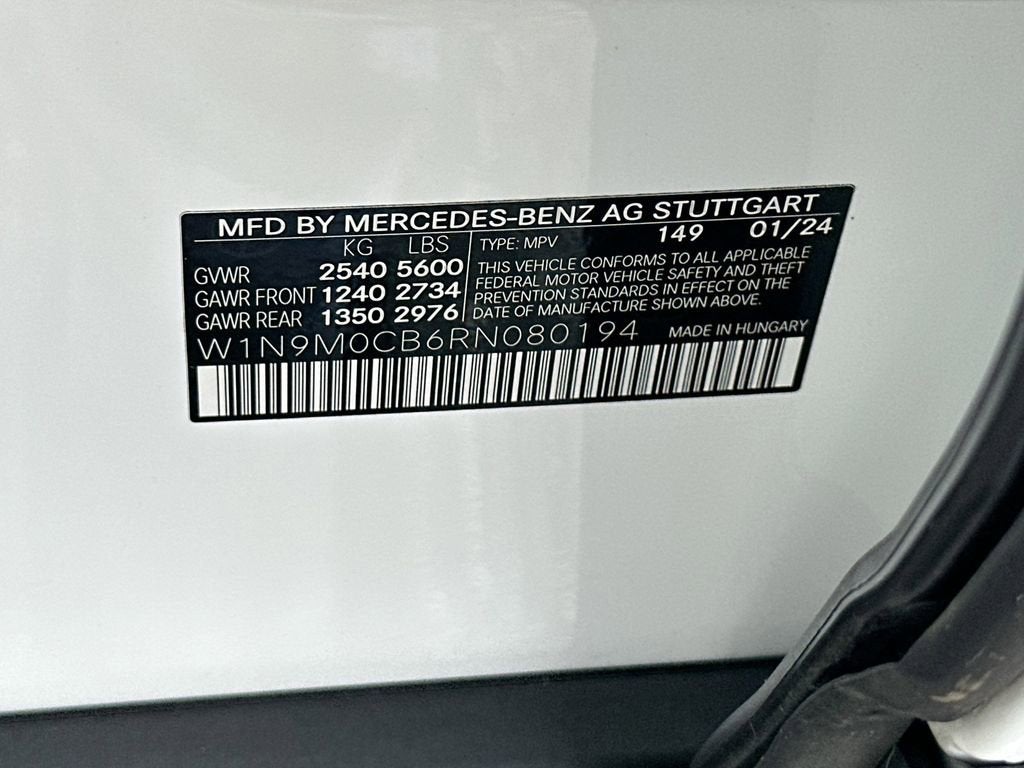 MFD BY MERCEDES-BENZ AG STUTTGART
KG LBS
GVWR 2540 5600
GAWR FRONT 1240 2734
GAWR REAR 1350 2976
TYPE: MPV 149 01/24
THIS VEHICLE CONFORMS TO ALL APPLICABLE
FEDERAL MOTOR VEHICLE SAFETY AND THEFT
PREVENTION STANDARDS IN EFFECT ON THE
DATE OF MANUFACTURE SHOWN ABOVE.
W1N9M0CB6RN080194 MADE IN HUNGARY